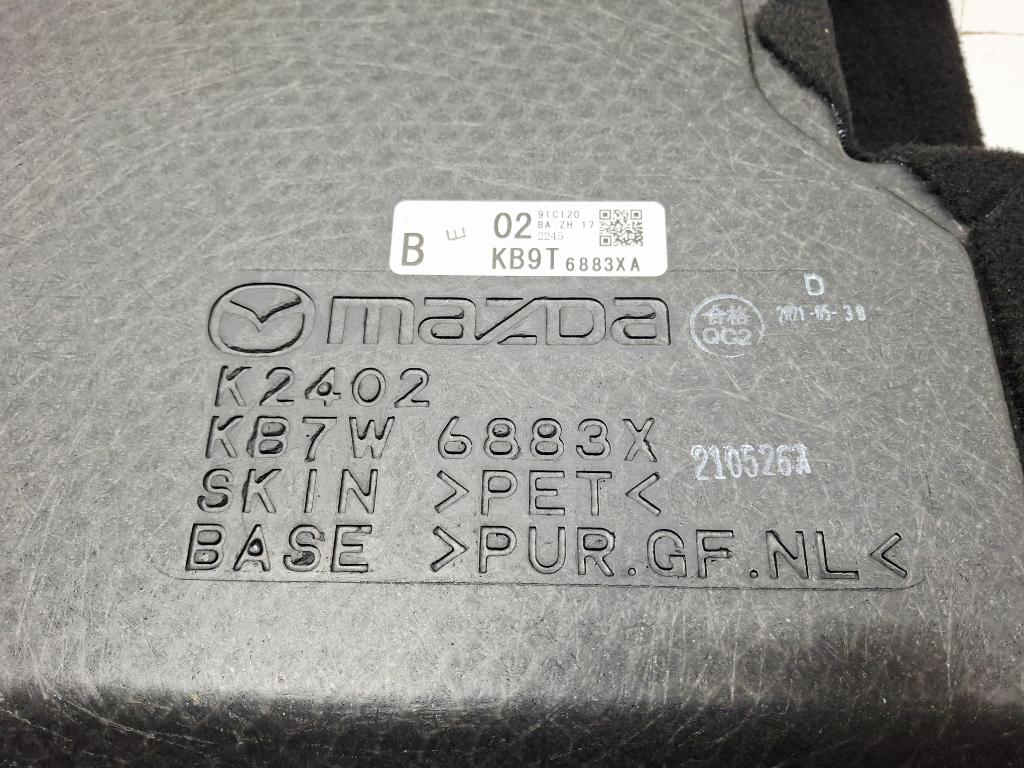 B E 02 91C120
BA ZH 17
2245
KB9T 6883XA
mazda
合格
QC2
D
2021-05-30
K2402
KB7W 6883X
210526A
SKIN >PET<
BASE >PUR.GF.NL<